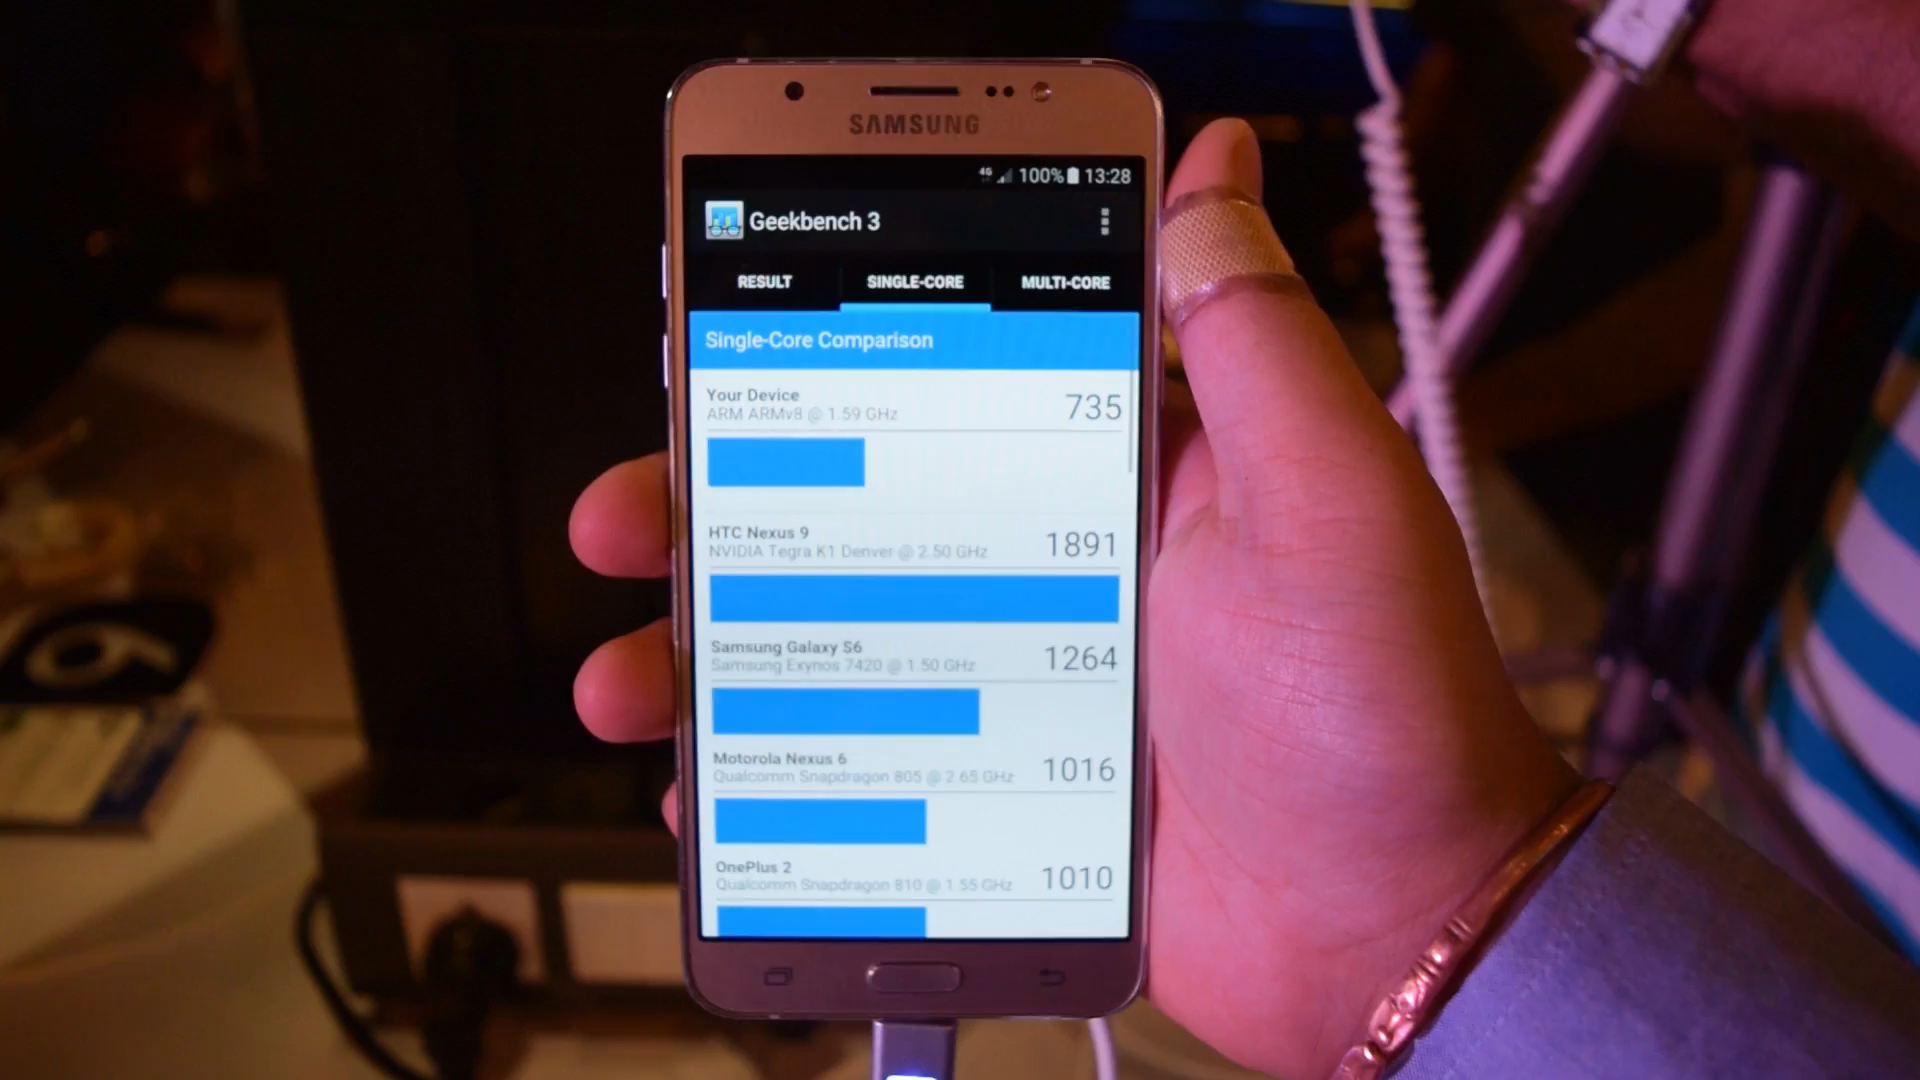 SAMSUNG
4G 100% 13:28
Geekbench 3
RESULT SINGLE-CORE MULTI-CORE
Single-Core Comparison
Your Device
ARM ARMv8 @ 1.59 GHz 735
HTC Nexus 9
NVIDIA Tegra K1 Denver @ 2.50 GHz 1891
Samsung Galaxy S6
Samsung Exynos 7420 @ 1.50 GHz 1264
Motorola Nexus 6
Qualcomm Snapdragon 805 @ 2.65 GHz 1016
OnePlus 2
Qualcomm Snapdragon 810 @ 1.55 GHz 1010